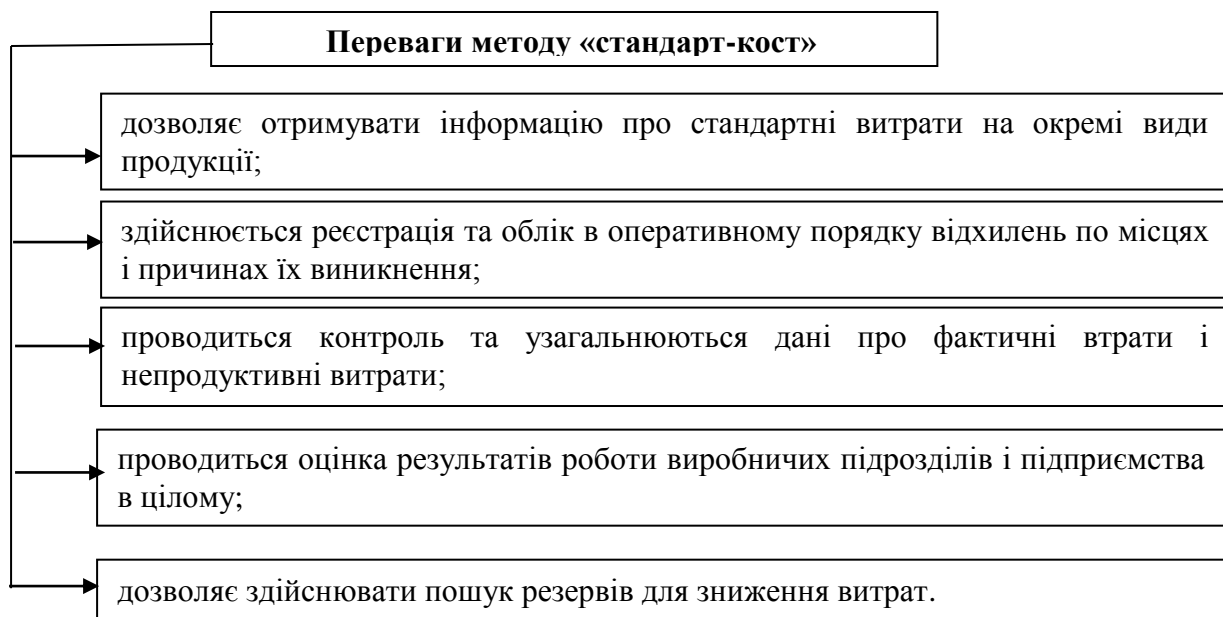 Переваги методу «стандарт-кост»
дозволяє отримувати інформацію про стандартні витрати на окремі види
продукції;
здійснюється реєстрація та облік в оперативному порядку відхилень по місцях
і причинах їх виникнення;
проводиться контроль та узагальнюються дані про фактичні втрати і
непродуктивні витрати;
проводиться оцінка результатів роботи виробничих підрозділів і підприємства
в цілому;
дозволяє здійснювати пошук резервів для зниження витрат.